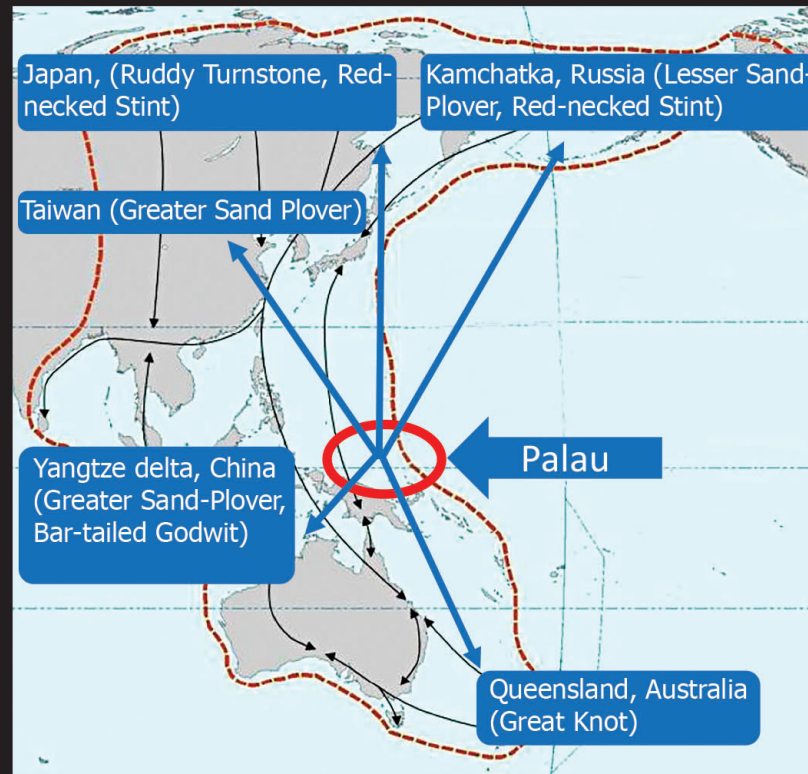 Japan, (Ruddy Turnstone, Red-
necked Stint)
Kamchatka, Russia (Lesser Sand-
Plover, Red-necked Stint)
Taiwan (Greater Sand Plover)
Palau
Yangtze delta, China
(Greater Sand-Plover,
Bar-tailed Godwit)
Queensland, Australia
(Great Knot)